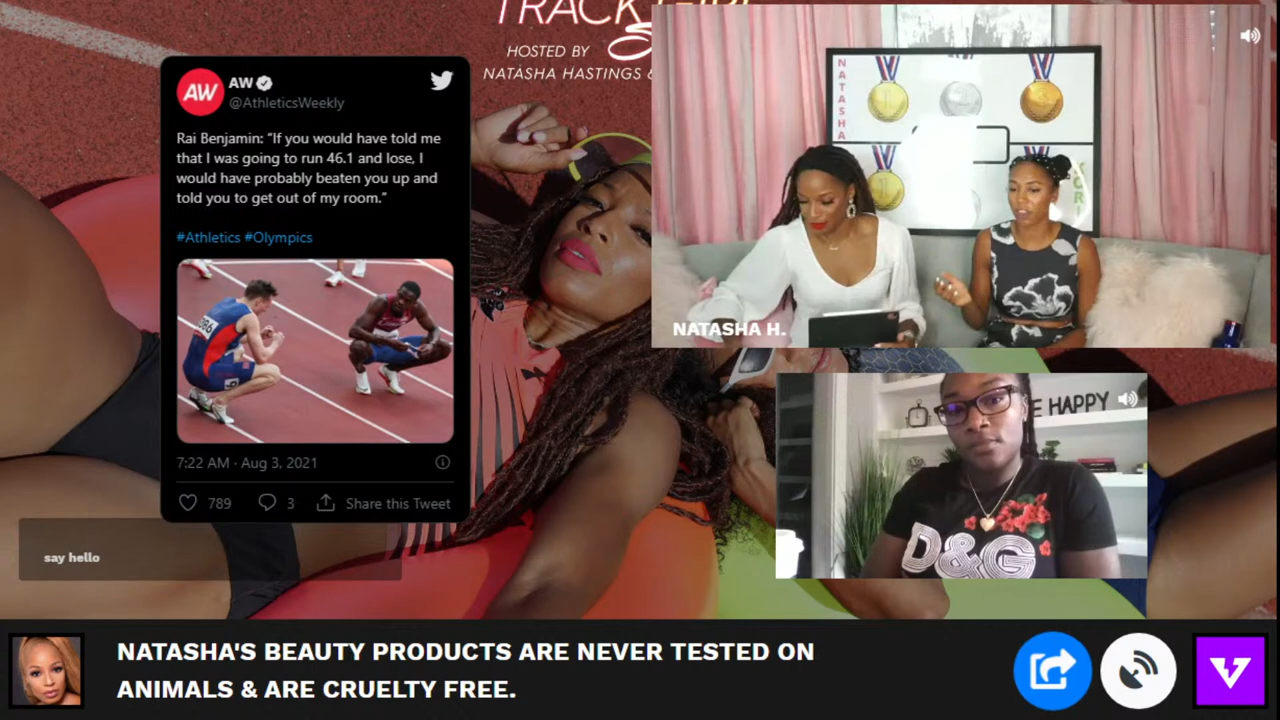 HOSTED BY
NATASHA HASTINGS &
AW
AW
@AthleticsWeekly
Rai Benjamin: “If you would have told me
that I was going to run 46.1 and lose, I
would have probably beaten you up and
told you to get out of my room.”
#Athletics #Olympics
7:22 AM · Aug 3, 2021
789
3
Share this Tweet
say hello
NATASHA
NATASHA H.
E HAPPY
D&G
NATASHA'S BEAUTY PRODUCTS ARE NEVER TESTED ON
ANIMALS & ARE CRUELTY FREE.